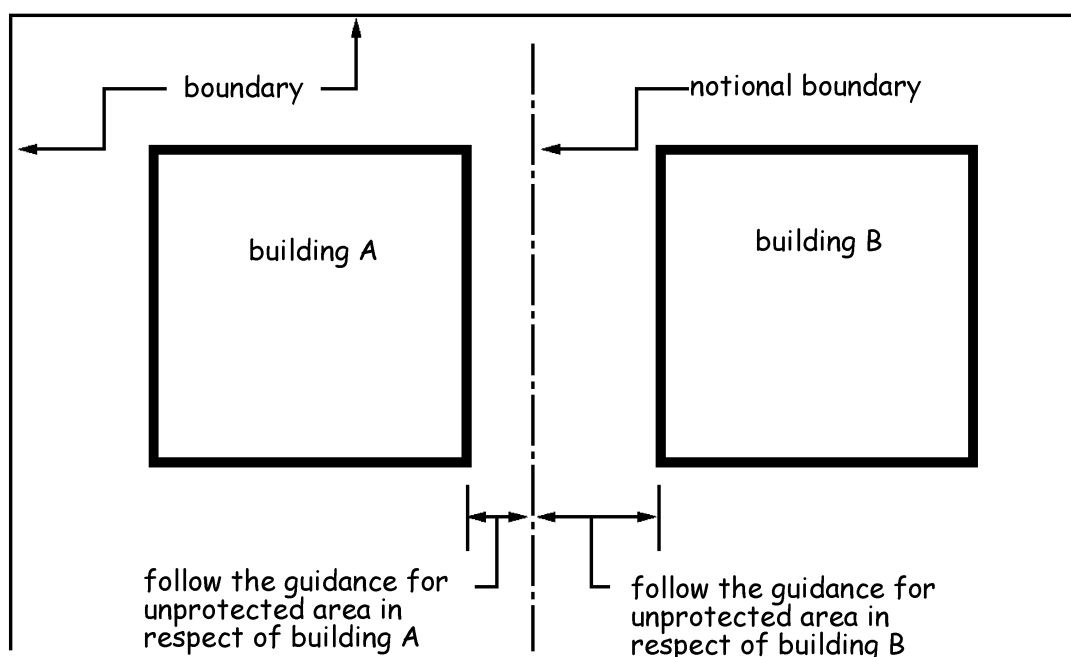 boundary
notional boundary
building A
building B
follow the guidance for
unprotected area in
respect of building A
follow the guidance for
unprotected area in
respect of building B